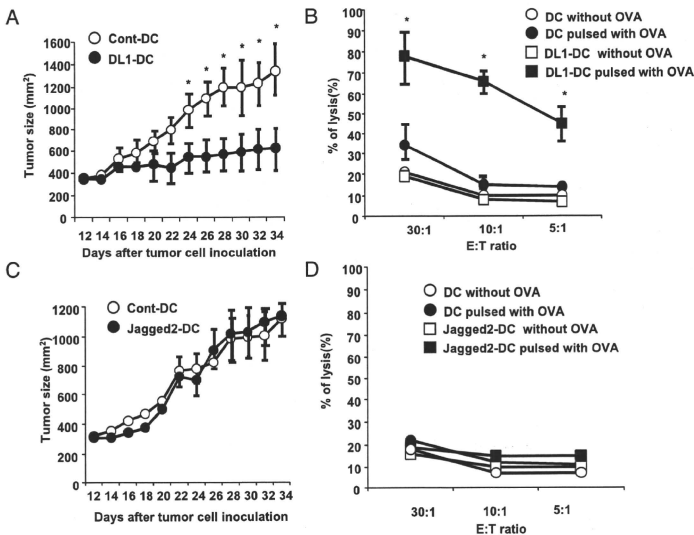 A
Cont-DC
DL1-DC
* * * * * *
1600
1400
1200
1000
800
600
400
200
0
Tumor size (mm²)
12 14 16 18 20 22 24 26 28 30 32 34
Days after tumor cell inoculation
B
DC without OVA
DC pulsed with OVA
DL1-DC without OVA
DL1-DC pulsed with OVA
* * *
100
90
80
70
60
50
40
30
20
10
0
% of lysis(%)
30:1 10:1 5:1
E:T ratio
C
Cont-DC
Jagged2-DC
1200
1000
800
600
400
200
0
Tumor size (mm²)
12 14 16 18 20 22 24 26 28 30 32 34
Days after tumor cell inoculation
D
DC without OVA
DC pulsed with OVA
Jagged2-DC without OVA
Jagged2-DC pulsed with OVA
100
90
80
70
60
50
40
30
20
10
0
% of lysis(%)
30:1 10:1 5:1
E:T ratio